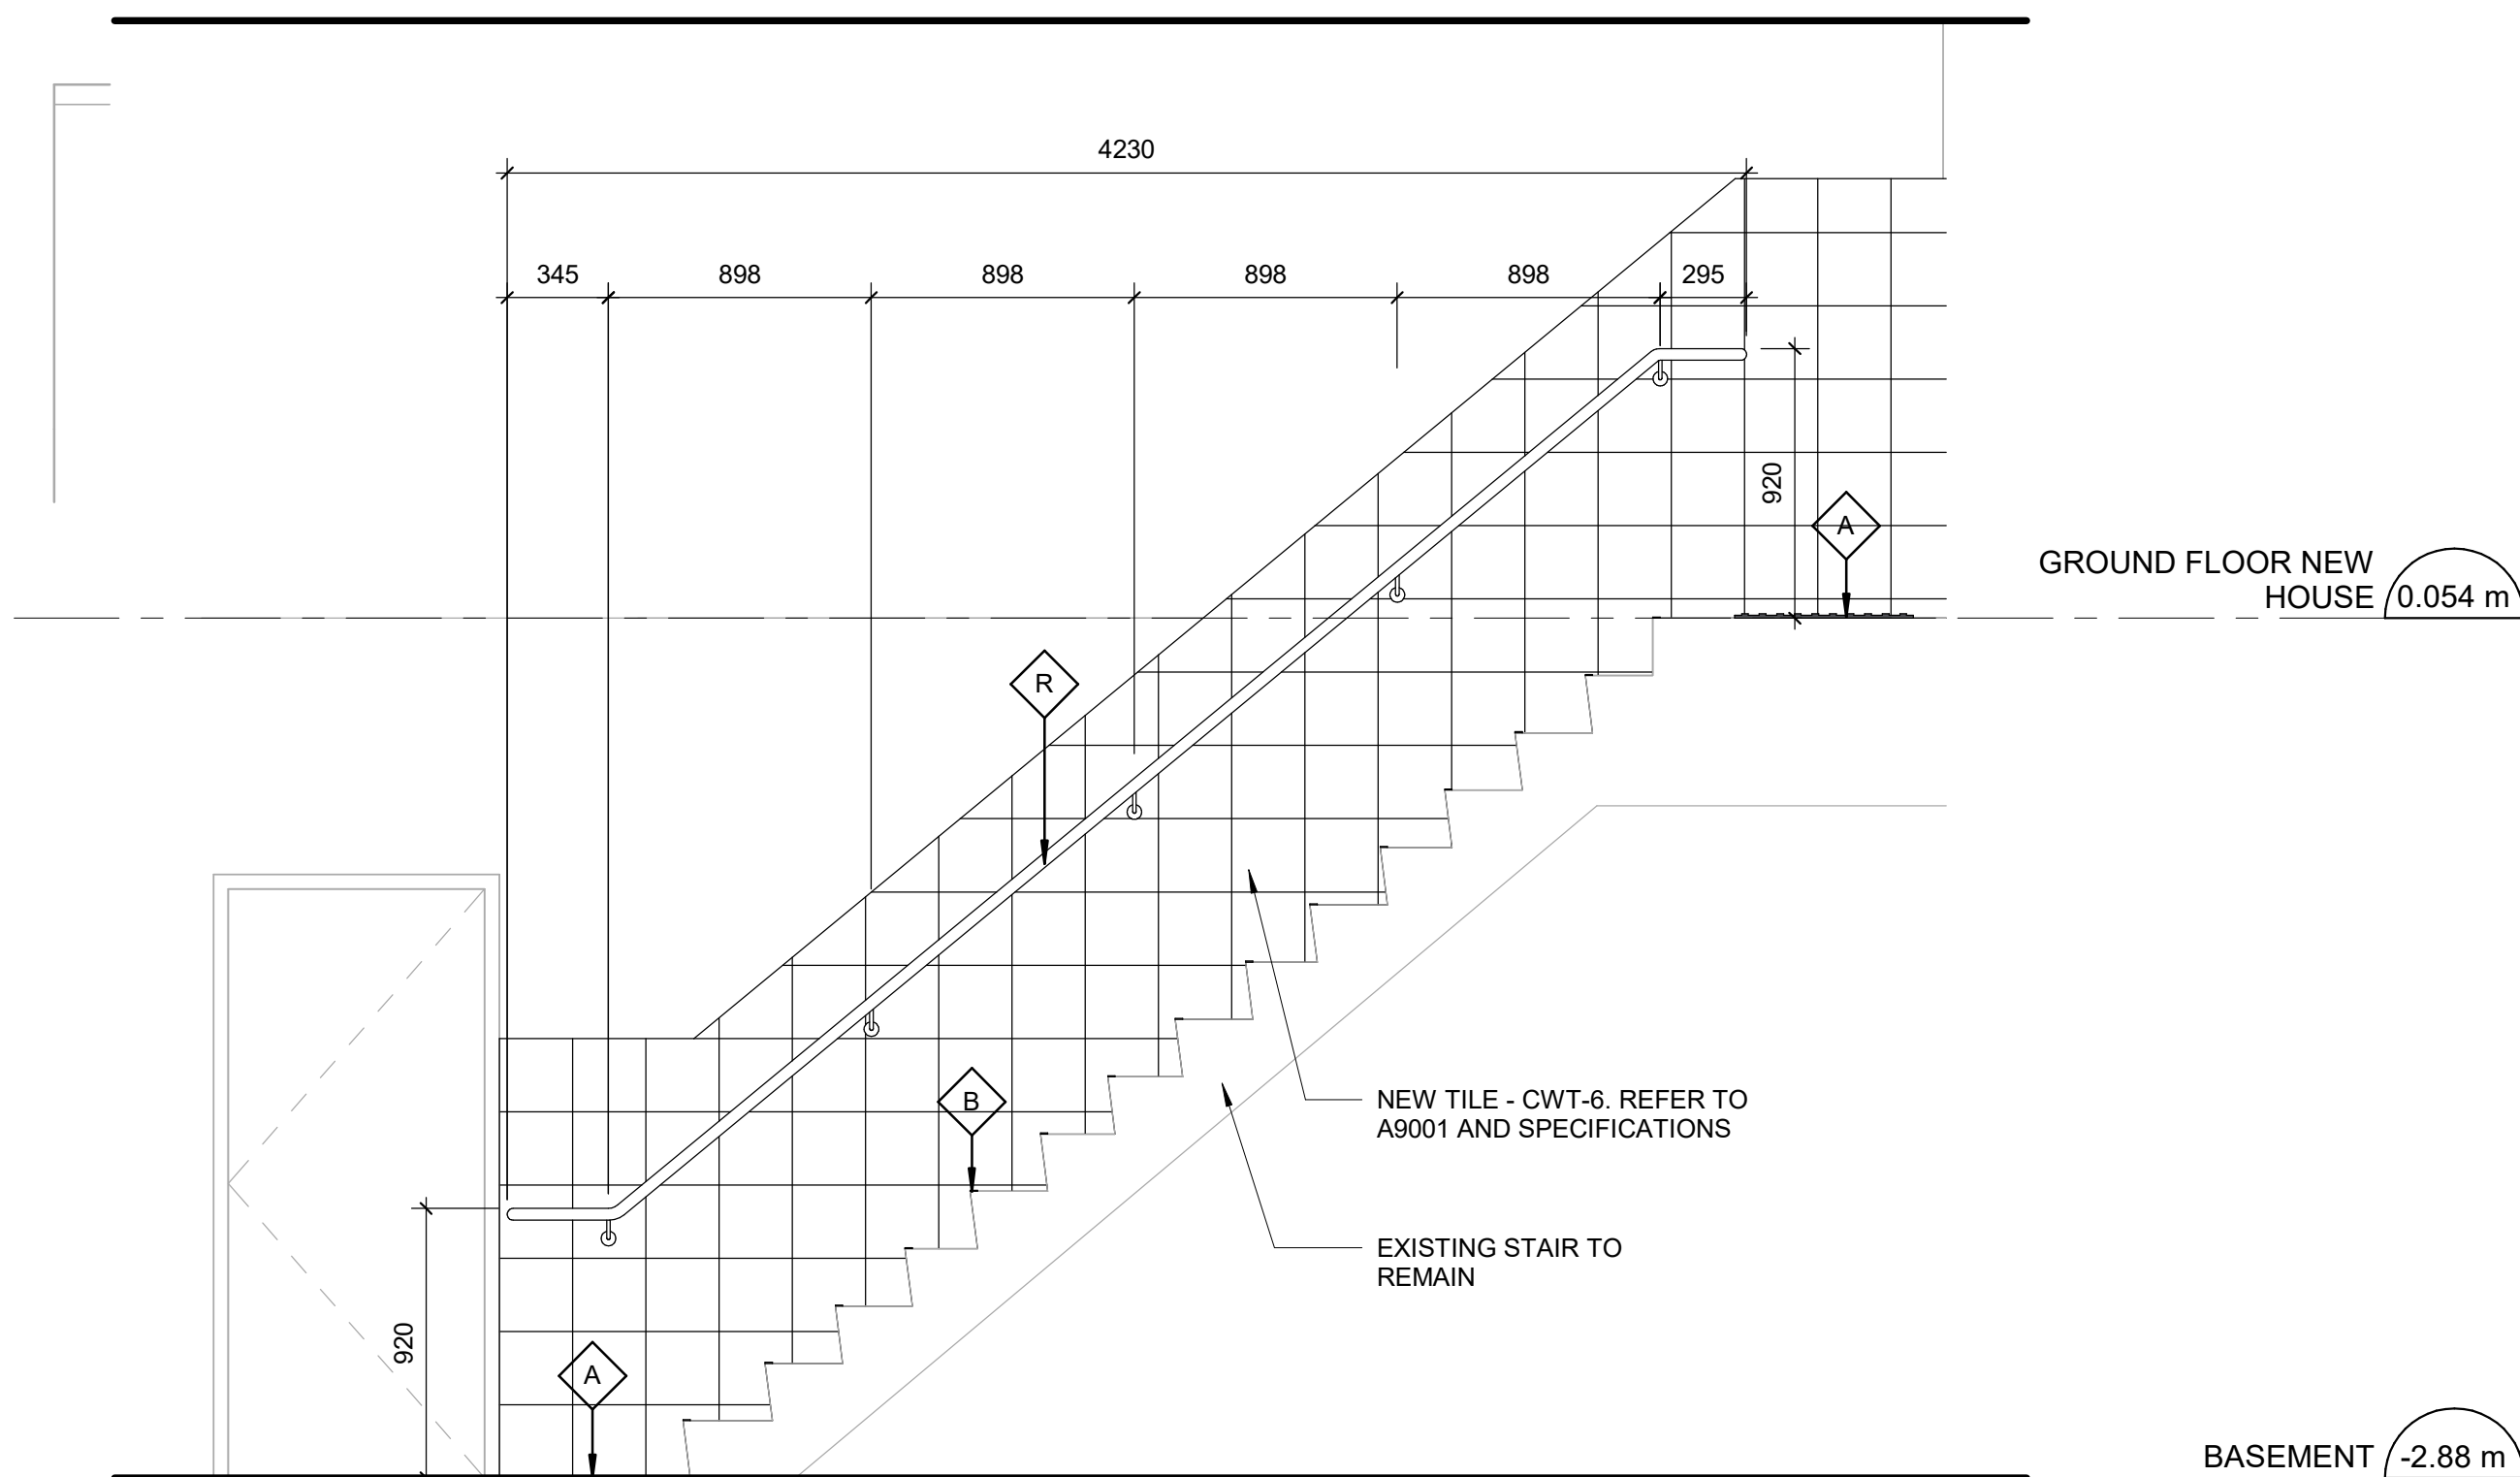 4230
345
898
898
898
898
295
920
A
GROUND FLOOR NEW
HOUSE
0.054 m
R
B
NEW TILE - CWT-6. REFER TO
A9001 AND SPECIFICATIONS
EXISTING STAIR TO
REMAIN
920
A
BASEMENT
-2.88 m